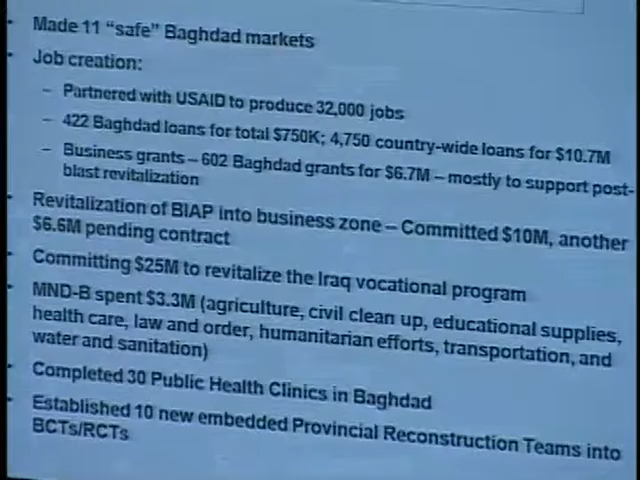 • Made 11 “safe” Baghdad markets
• Job creation:
– Partnered with USAID to produce 32,000 jobs
– 422 Baghdad loans for total $750K; 4,750 country-wide loans for $10.7M
– Business grants – 602 Baghdad grants for $6.7M – mostly to support post-
blast revitalization
• Revitalization of BIAP into business zone – Committed $10M, another
$6.6M pending contract
• Committing $25M to revitalize the Iraq vocational program
• MND-B spent $3.3M (agriculture, civil clean up, educational supplies,
health care, law and order, humanitarian efforts, transportation, and
water and sanitation)
• Completed 30 Public Health Clinics in Baghdad
• Established 10 new embedded Provincial Reconstruction Teams into
BCTs/RCTs